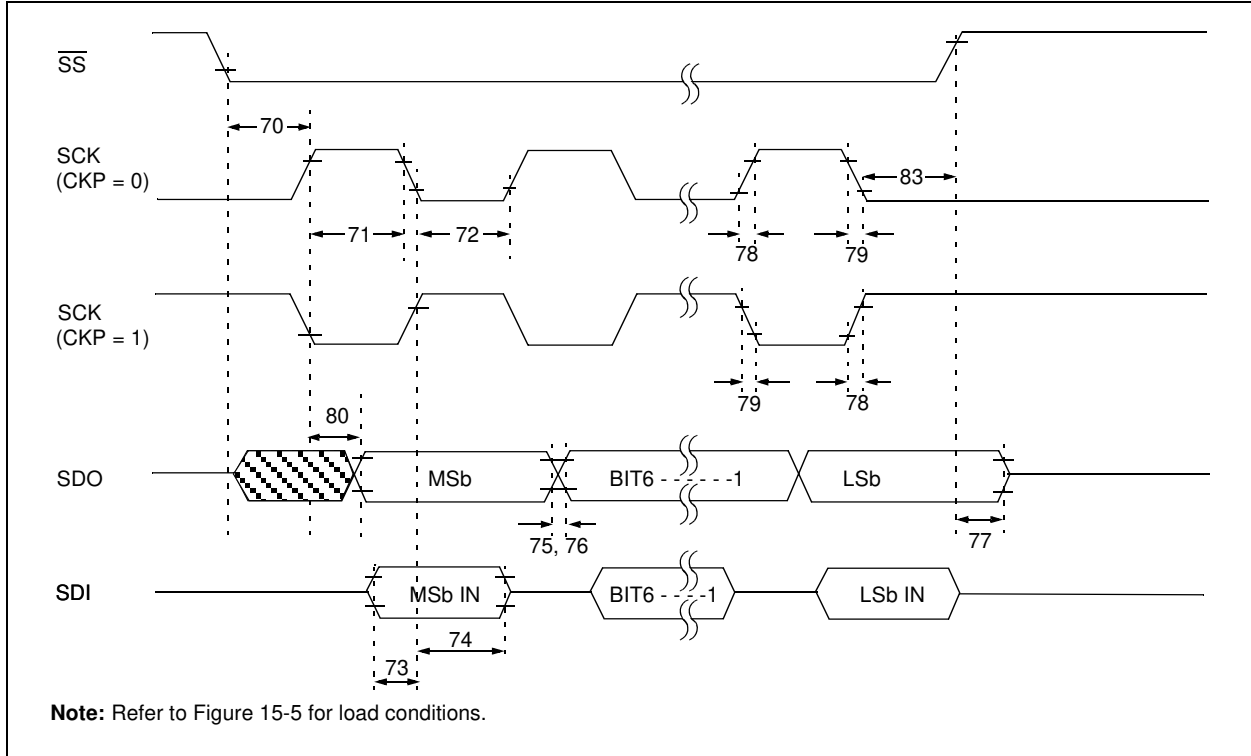 SS
70
SCK
(CKP = 0)
83
71
72
78
79
SCK
(CKP = 1)
79
78
80
SDO
MSb
BIT6 - - - - - -1
LSb
75, 76
77
SDI
MSb IN
BIT6 - - - -1
LSb IN
74
73
Note: Refer to Figure 15-5 for load conditions.